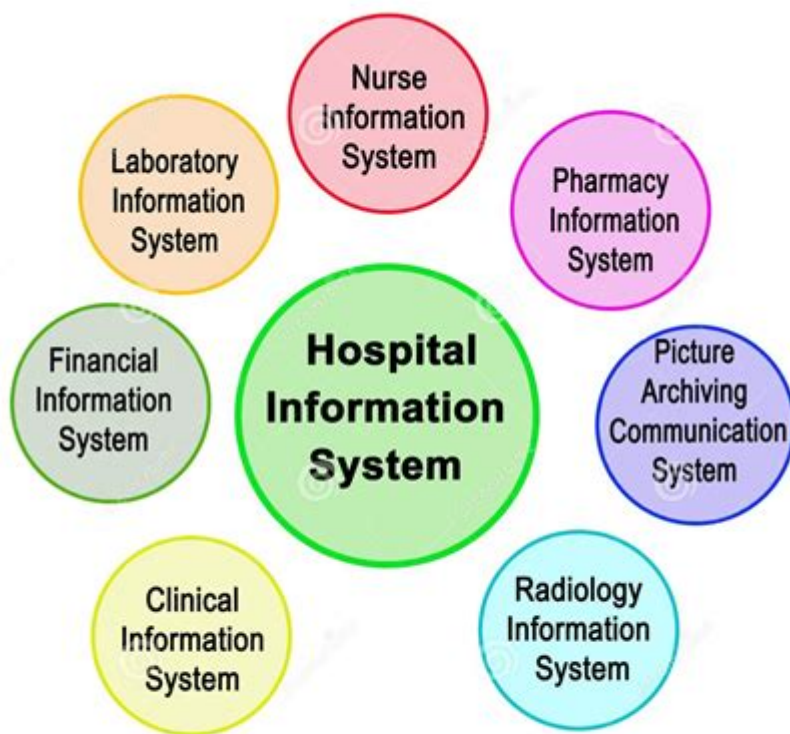 Nurse
Information
System
Pharmacy
Information
System
Picture
Archiving
Communication
System
Radiology
Information
System
Clinical
Information
System
Financial
Information
System
Laboratory
Information
System
Hospital
Information
System